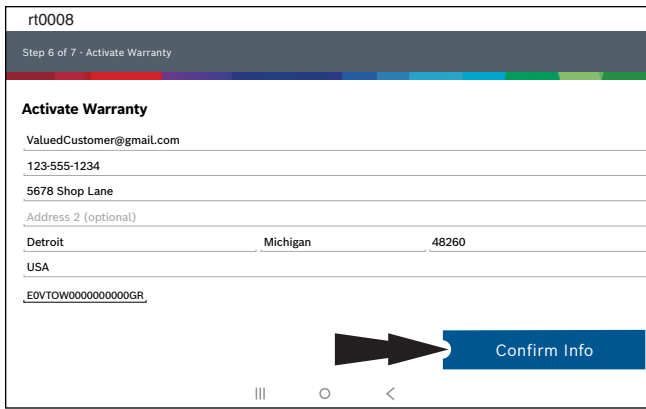 rt0008
Step 6 of 7 - Activate Warranty
Activate Warranty
ValuedCustomer@gmail.com
123-555-1234
5678 Shop Lane
Address 2 (optional)
Detroit Michigan 48260
USA
E0VTOW0000000000GR
Confirm Info